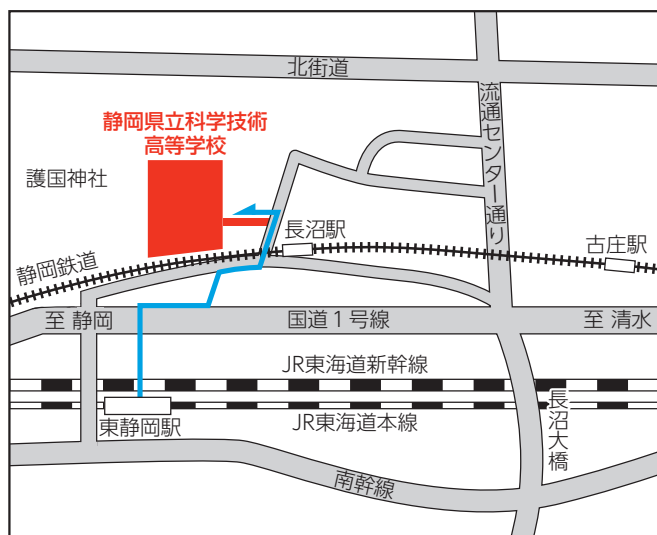 北街道
静岡県立科学技術
高等学校
流通センター通り
護国神社
長沼駅
古庄駅
静岡鉄道
至 静岡
国道1号線
至 清水
JR東海道新幹線
東静岡駅
JR東海道本線
長沼大橋
南幹線